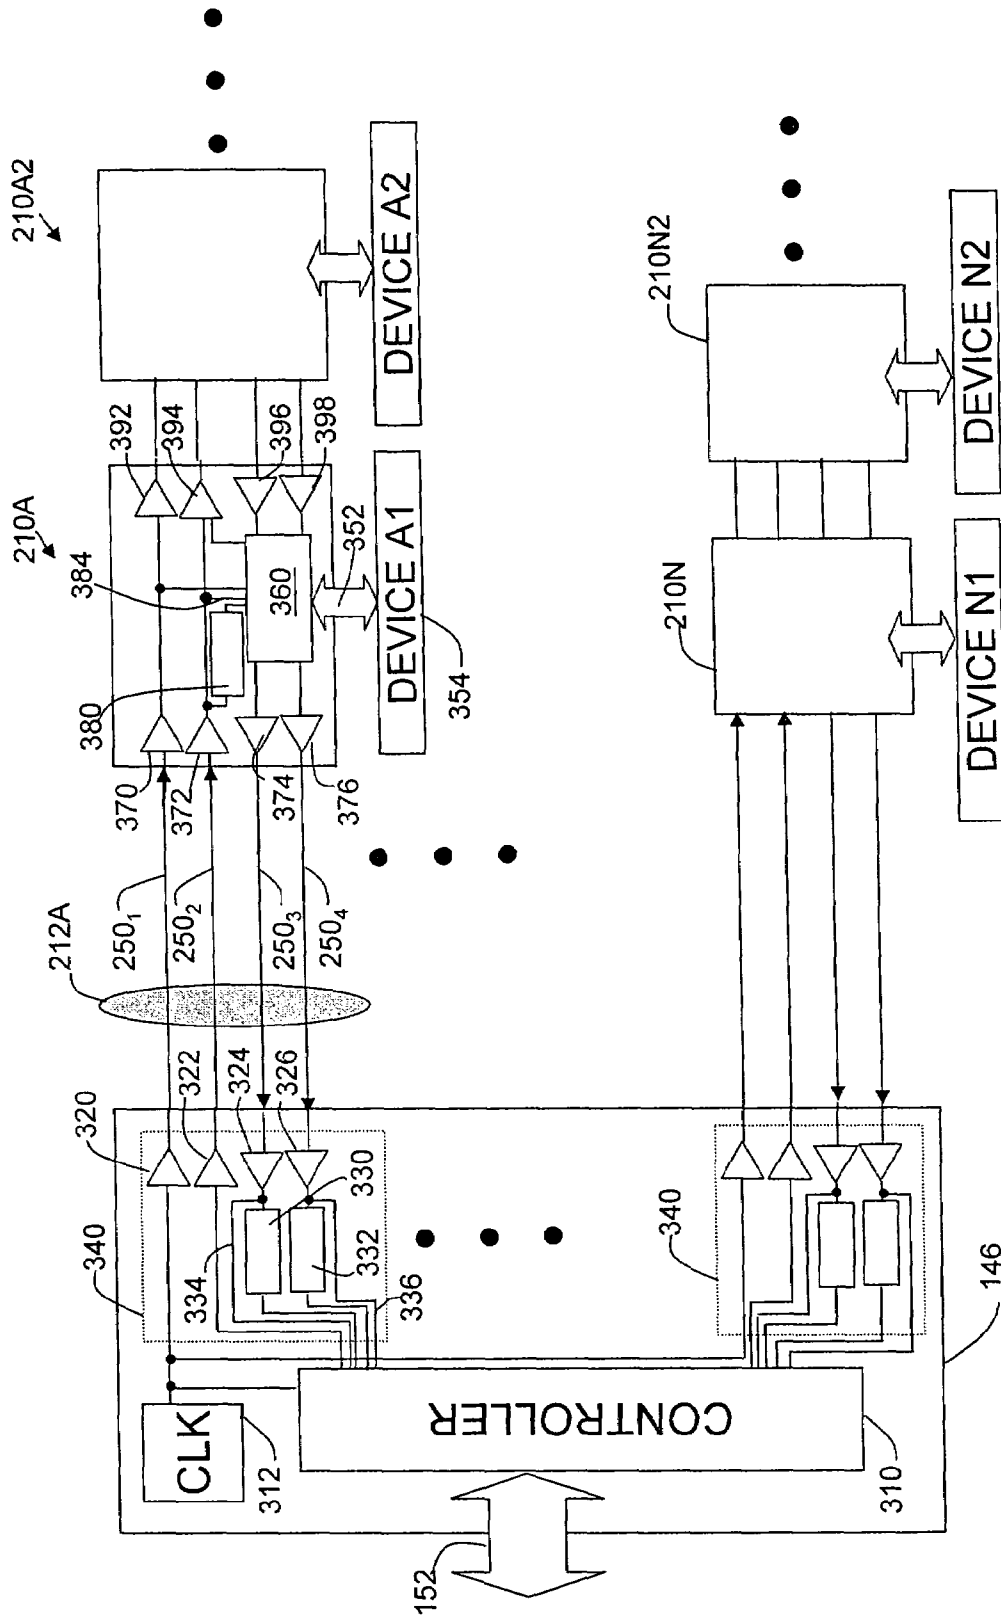 210A2
210A
392
394
396
398
384
380
360
352
370
372
374
376
354
DEVICE A1
DEVICE A2
212A
250₁
250₂
250₃
250₄
320
322
324
326
340
334
330
332
336
CLK
312
CONTROLLER
310
152
146
340
210N
210N2
DEVICE N1
DEVICE N2